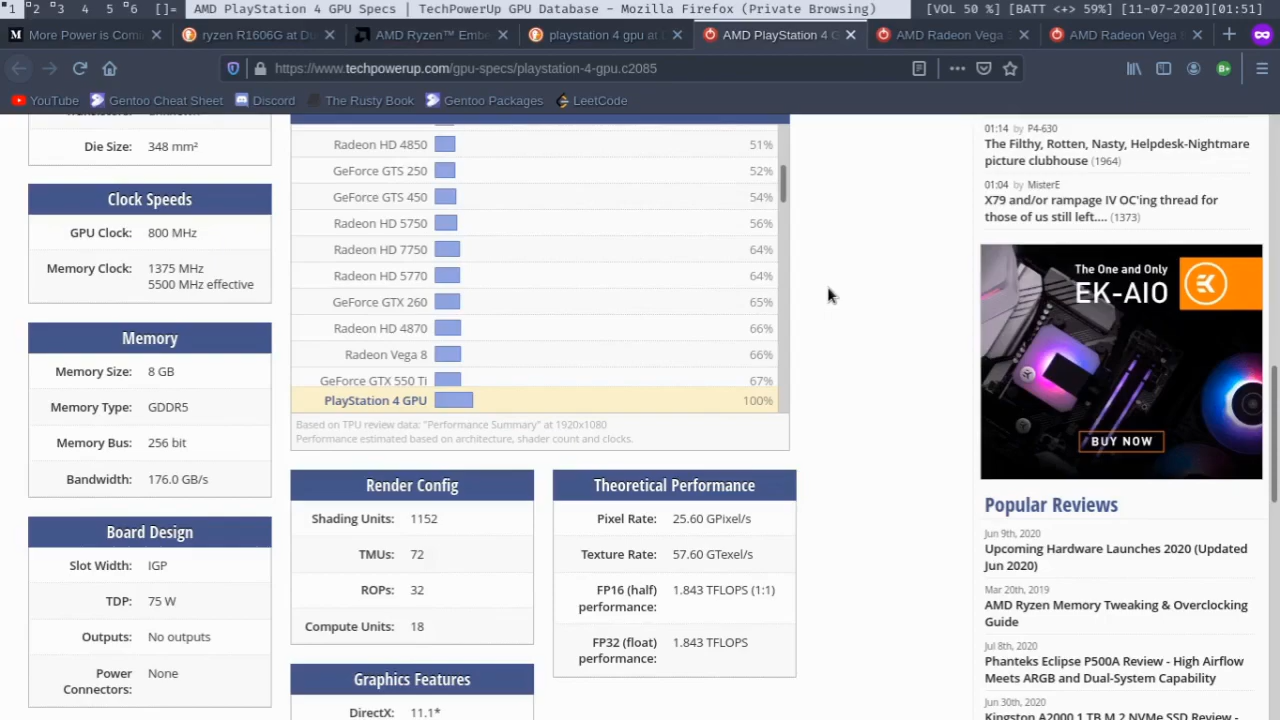 1 2 3 4 5 6 []= AMD PlayStation 4 GPU Specs | TechPowerUp GPU Database - Mozilla Firefox (Private Browsing) [VOL 50 %] [BATT <+> 59%] [11-07-2020][01:51]
More Power is Comin
ryzen R1606G at Du
AMD Ryzen™ Embe
playstation 4 gpu at
AMD PlayStation 4 G
AMD Radeon Vega
AMD Radeon Vega
https://www.techpowerup.com/gpu-specs/playstation-4-gpu.c2085
YouTube Gentoo Cheat Sheet Discord The Rusty Book Gentoo Packages LeetCode
Die Size: 348 mm²
Clock Speeds
GPU Clock: 800 MHz
Memory Clock: 1375 MHz
5500 MHz effective
Memory
Memory Size: 8 GB
Memory Type: GDDR5
Memory Bus: 256 bit
Bandwidth: 176.0 GB/s
Board Design
Slot Width: IGP
TDP: 75 W
Outputs: No outputs
Power
Connectors: None
Radeon HD 4850 51%
GeForce GTS 250 52%
GeForce GTS 450 54%
Radeon HD 5750 56%
Radeon HD 7750 64%
Radeon HD 5770 64%
GeForce GTX 260 65%
Radeon HD 4870 66%
Radeon Vega 8 66%
GeForce GTX 550 Ti 67%
PlayStation 4 GPU 100%
Based on TPU review data: "Performance Summary" at 1920x1080
Performance estimated based on architecture, shader count and clocks.
Render Config
Shading Units: 1152
TMUs: 72
ROPs: 32
Compute Units: 18
Graphics Features
DirectX: 11.1*
Theoretical Performance
Pixel Rate: 25.60 GPixel/s
Texture Rate: 57.60 GTexel/s
FP16 (half)
performance: 1.843 TFLOPS (1:1)
FP32 (float)
performance: 1.843 TFLOPS
01:14 by P4-630
The Filthy, Rotten, Nasty, Helpdesk-Nightmare
picture clubhouse (1964)
01:04 by MisterE
X79 and/or rampage IV OC'ing thread for
those of us still left.... (1373)
The One and Only
EK-AIO
BUY NOW
Popular Reviews
Jun 9th, 2020
Upcoming Hardware Launches 2020 (Updated
Jun 2020)
Mar 20th, 2019
AMD Ryzen Memory Tweaking & Overclocking
Guide
Jul 8th, 2020
Phanteks Eclipse P500A Review - High Airflow
Meets ARGB and Dual-System Capability
Jun 30th, 2020
Kingston A2000 1 TB M.2 NVMe SSD Review -